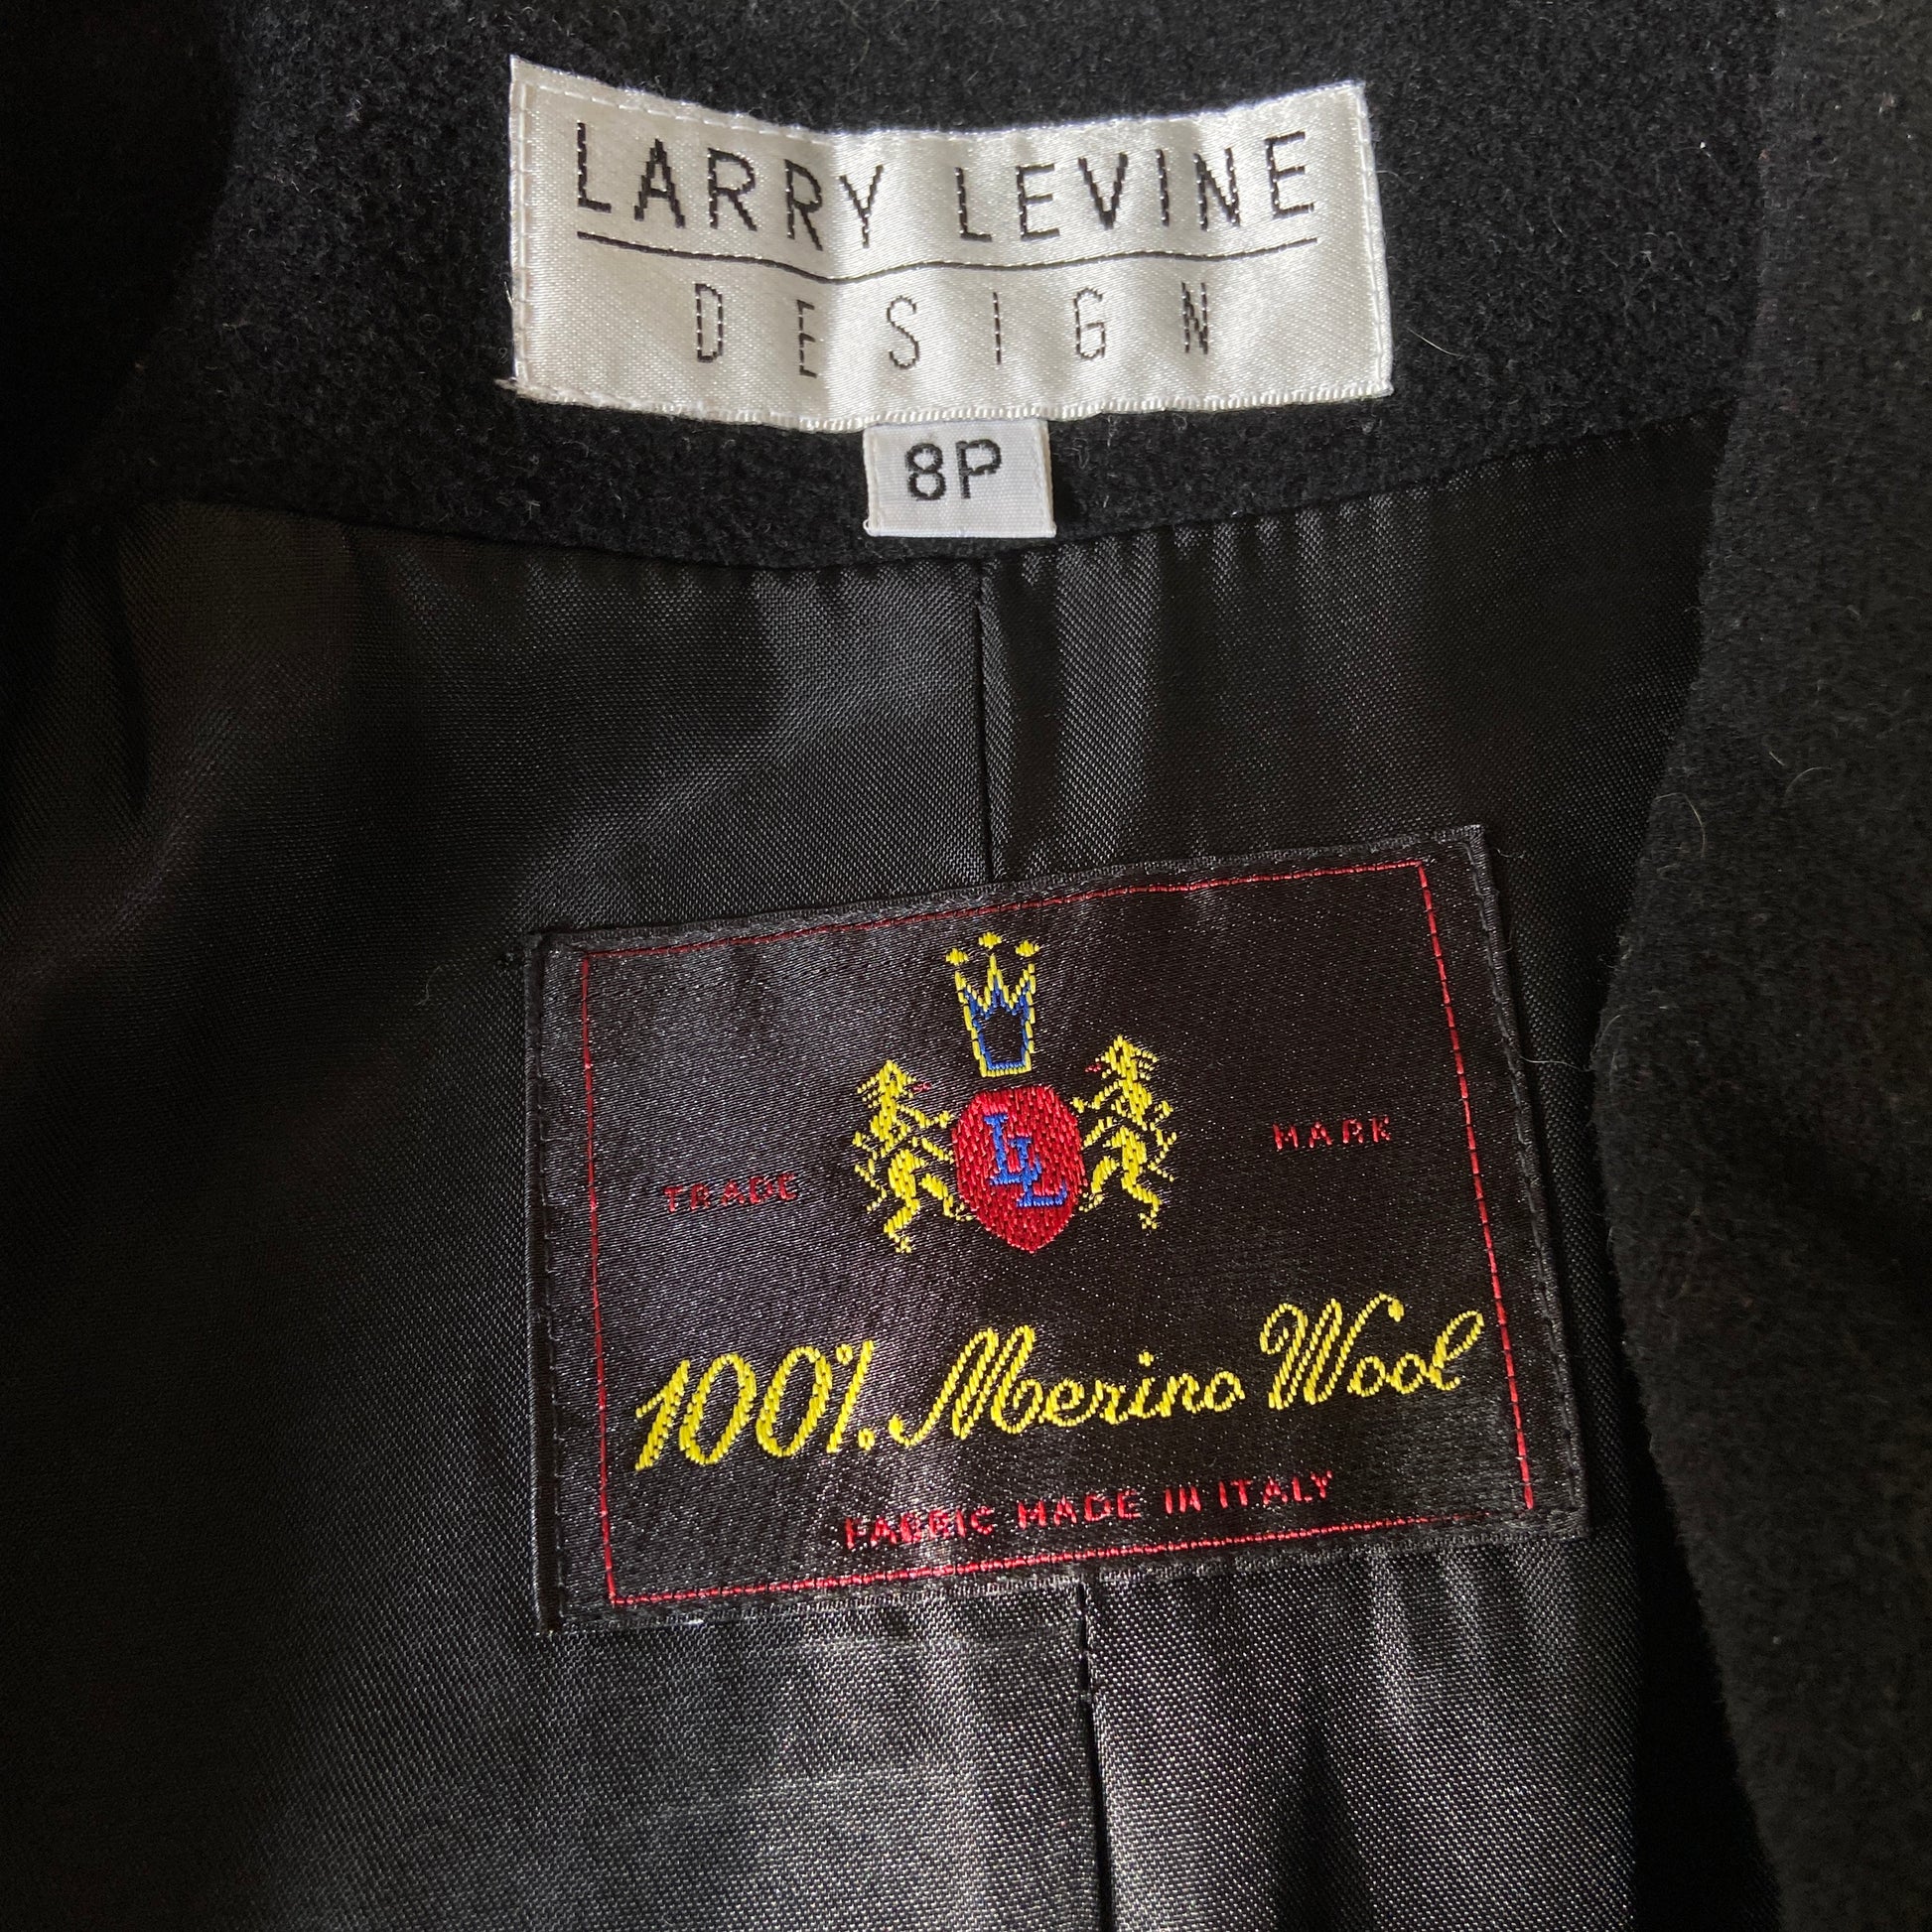 LARRY LEVINE
DESIGN
8P
LL
TRADE MARK
100% Merino Wool
FABRIC MADE IN ITALY